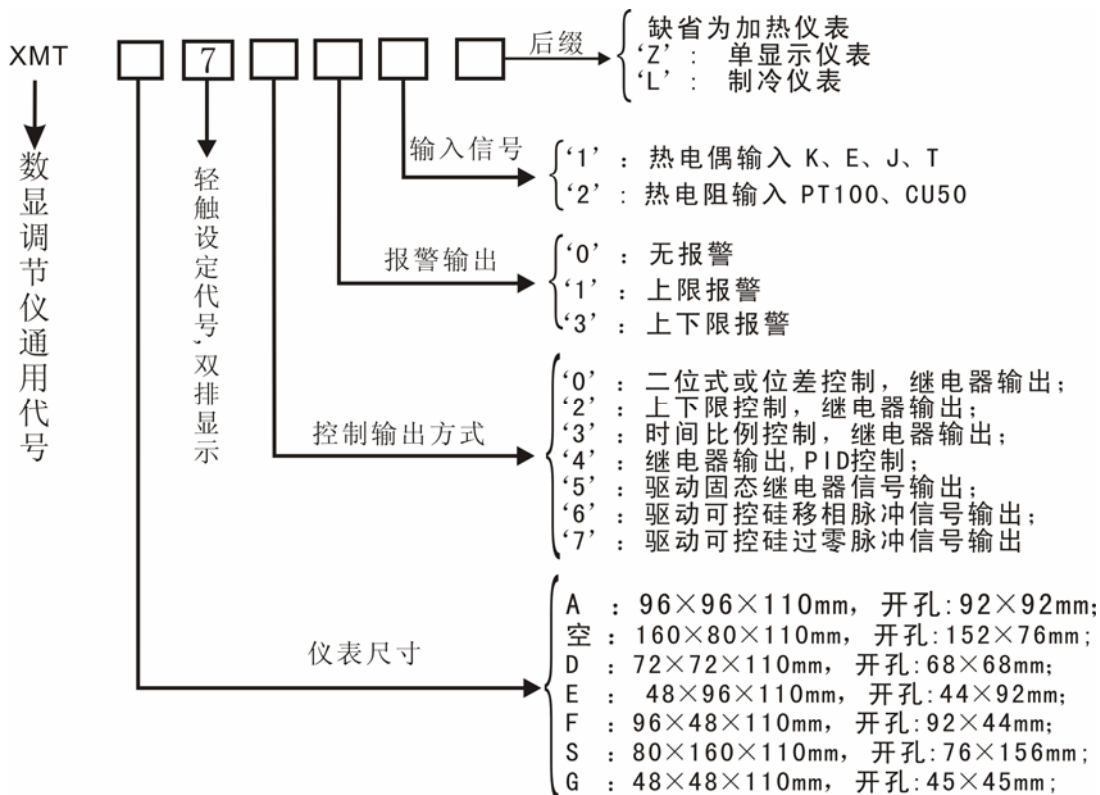 XMT 7
后缀
缺省为加热仪表
‘Z’： 单显示仪表
‘L’： 制冷仪表
数显调节仪通用代号
轻触设定代号,双排显示
输入信号
‘1’：热电偶输入 K、E、J、T
‘2’：热电阻输入 PT100、CU50
报警输出
‘0’：无报警
‘1’：上限报警
‘3’：上下限报警
控制输出方式
‘0’：二位式或位差控制，继电器输出；
‘2’：上下限控制，继电器输出；
‘3’：时间比例控制，继电器输出；
‘4’：继电器输出,PID控制；
‘5’：驱动固态继电器信号输出；
‘6’：驱动可控硅移相脉冲信号输出；
‘7’：驱动可控硅过零脉冲信号输出
仪表尺寸
A ：96×96×110mm，开孔:92×92mm；
空：160×80×110mm，开孔:152×76mm；
D ：72×72×110mm，开孔:68×68mm；
E ：48×96×110mm，开孔:44×92mm；
F ：96×48×110mm，开孔:92×44mm；
S ：80×160×110mm，开孔:76×156mm；
G ：48×48×110mm，开孔:45×45mm；